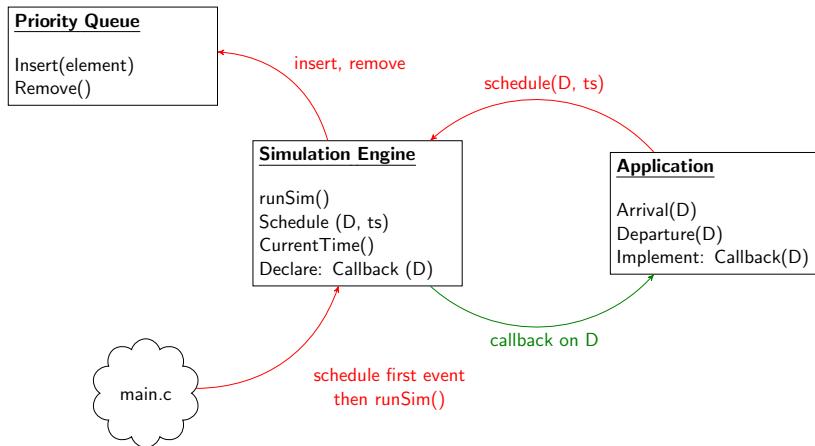 Priority Queue
Insert(element)
Remove()
insert, remove
schedule(D, ts)
Simulation Engine
runSim()
Schedule (D, ts)
CurrentTime()
Declare: Callback (D)
Application
Arrival(D)
Departure(D)
Implement: Callback(D)
callback on D
main.c
schedule first event
then runSim()